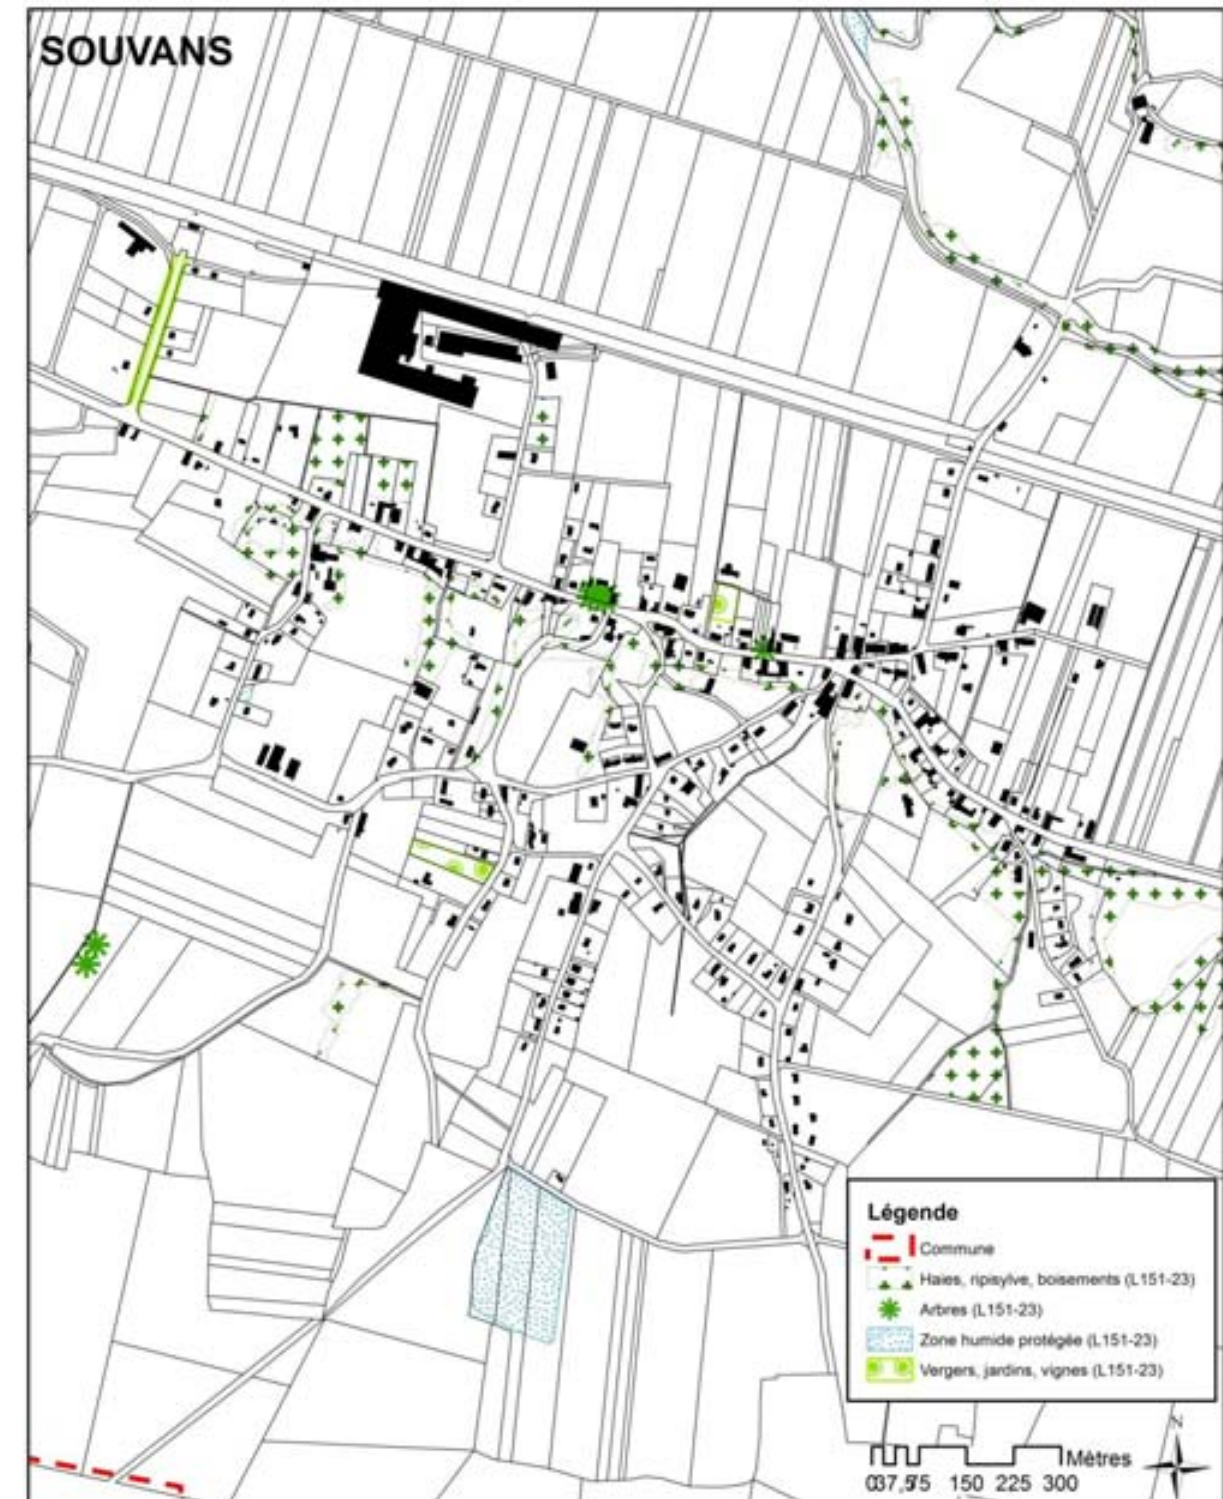 SOUVANS
Légende
Commune
Haies, ripisylve, boisements (L151-23)
Arbres (L151-23)
Zone humide protégée (L151-23)
Vergers, jardins, vignes (L151-23)
N
Mètres
037,575 150 225 300